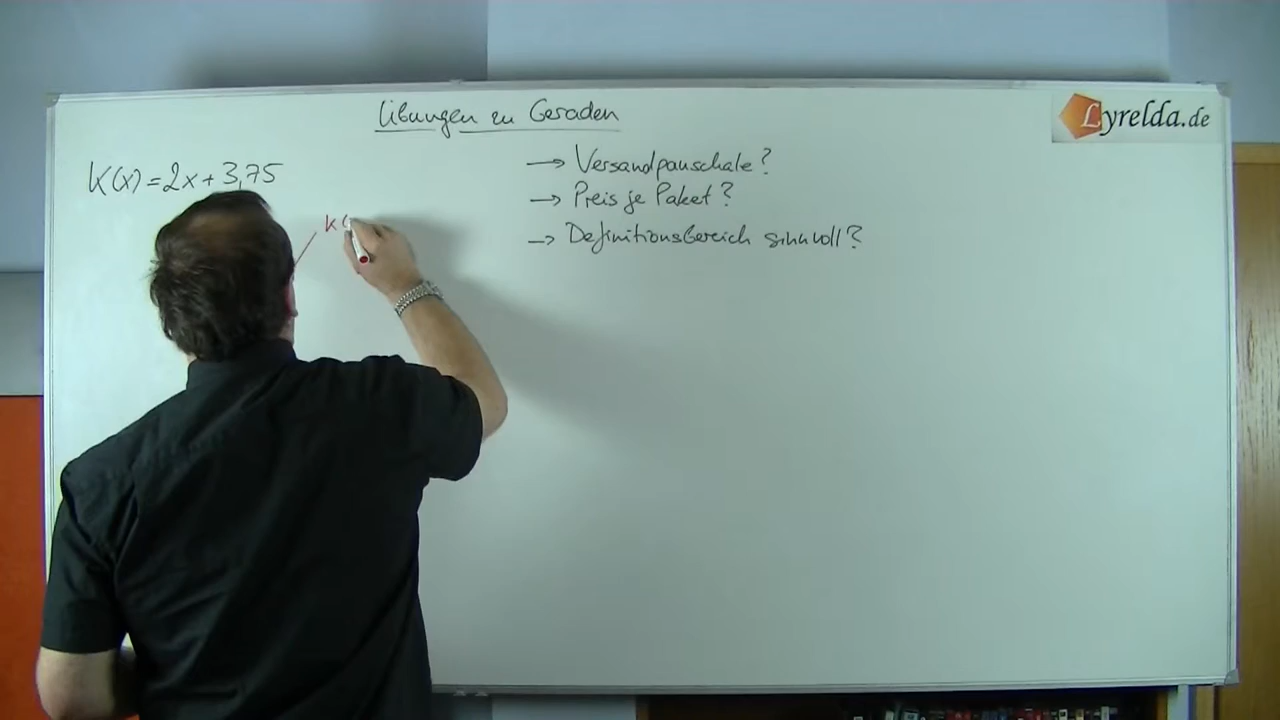 Übungen zu Geraden
Lyrelda.de
K(x)=2x+3,75
→ Versandpauschale?
→ Preis je Paket?
→ Definitionsbereich sinnvoll?
K(